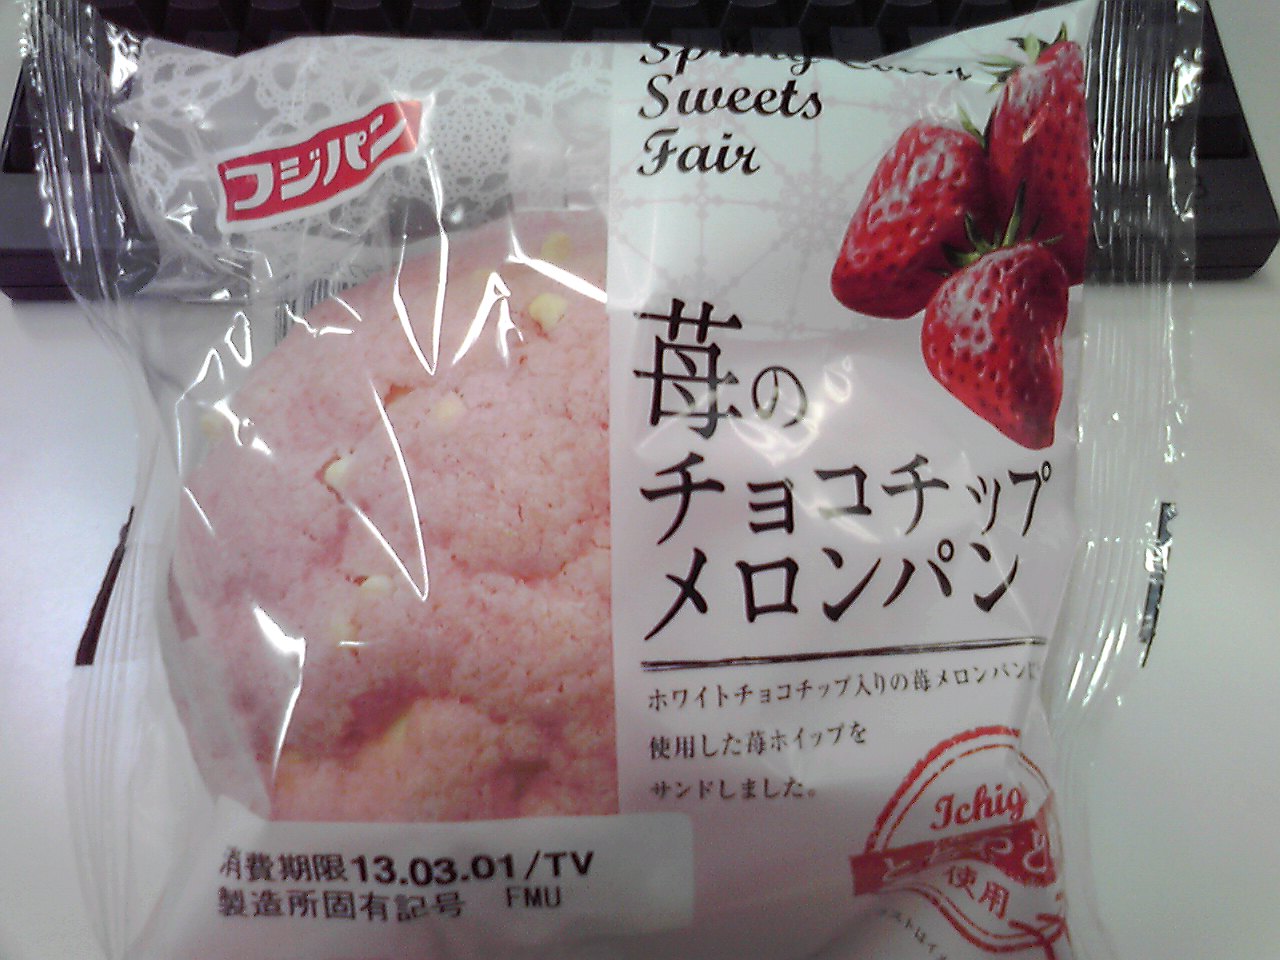 フジパン
Spring
Sweets
Fair
苺の
チョコチップ
メロンパン
ホワイトチョコチップ入りの苺メロンパンに
使用した苺ホイップを
サンドしました。
Ichig
使用
消費期限13.03.01/TV
製造所固有記号 FMU